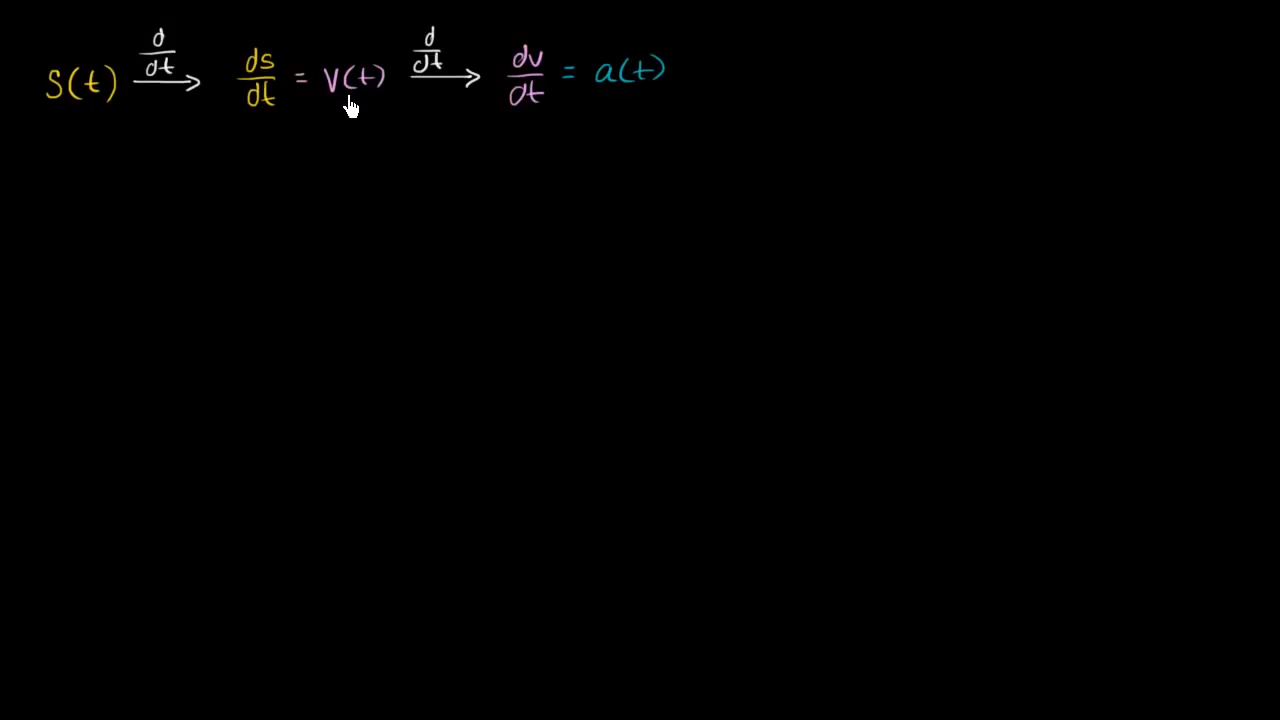 S(t) d/dt → ds/dt = v(t) d/dt → dv/dt = a(t)